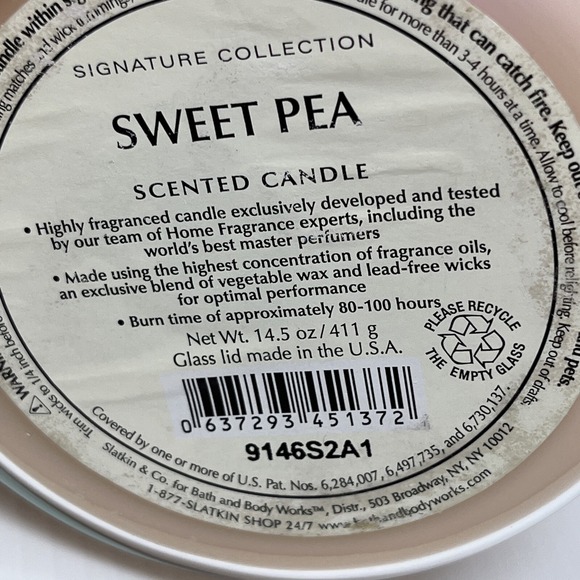 SIGNATURE COLLECTION
SWEET PEA
SCENTED CANDLE
• Highly fragranced candle exclusively developed and tested
by our team of Home Fragrance experts, including the
world's best master perfumers
• Made using the highest concentration of fragrance oils,
an exclusive blend of vegetable wax and lead-free wicks
for optimal performance
• Burn time of approximately 80-100 hours
Net Wt. 14.5 oz/411 g
Glass lid made in the U.S.A.
PLEASE RECYCLE
THE EMPTY GLASS
0 637293 451372
9146S2A1
Covered by one or more of U.S. Pat. Nos. 6,284,007, 6,497,735, and 6,730,137.
Slatkin & Co. for Bath and Body Works™, Distr., 503 Broadway, NY, NY 10012
1-877-SLATKIN SHOP 24/7 www.bathandbodyworks.com
Trim wicks to 1/4 inch before
candle within
that can catch fire. Keep
for more than 3-4 hours at a time. Allow to cool before relighting. Keep out of drafts.
and pets.